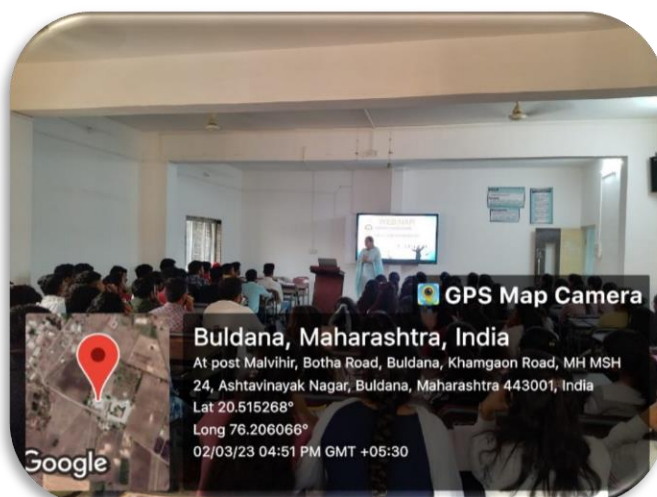 GPS Map Camera
Buldana, Maharashtra, India
At post Malvihir, Botha Road, Buldana, Khamgaon Road, MH MSH
24, Ashtavinayak Nagar, Buldana, Maharashtra 443001, India
Lat 20.515268°
Long 76.206066°
02/03/23 04:51 PM GMT +05:30
Google